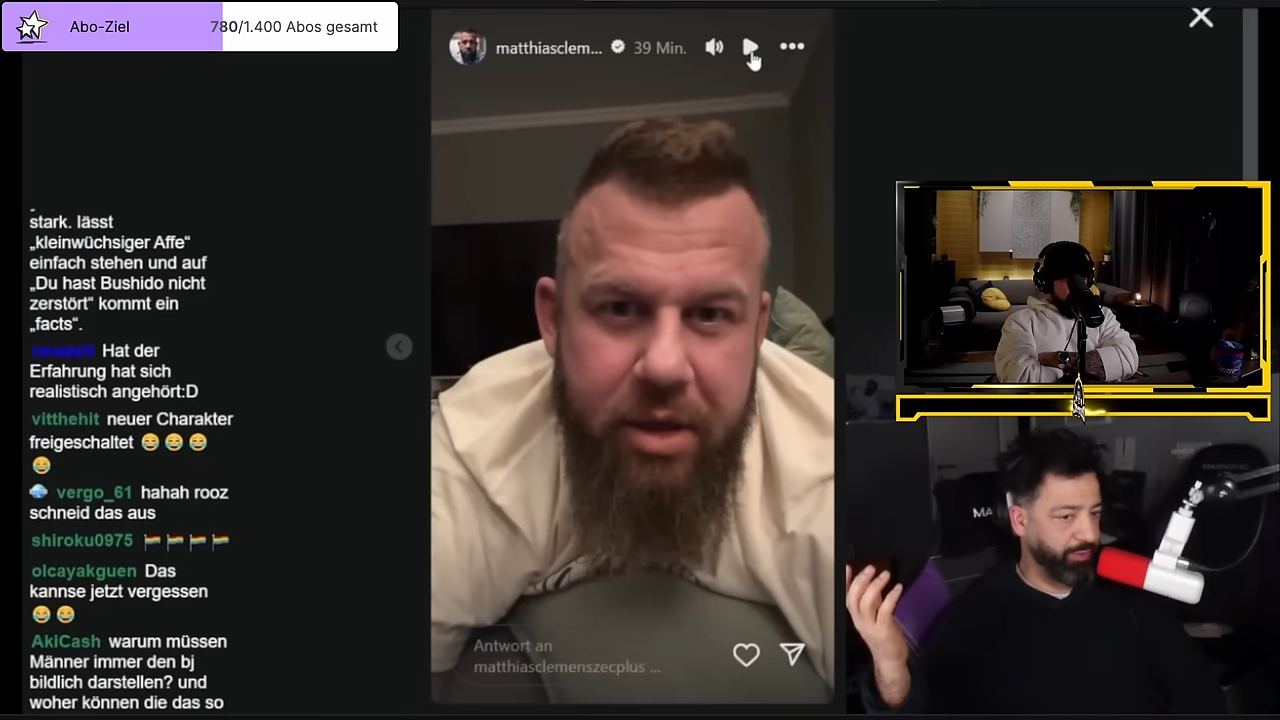 Abo-Ziel 780/1.400 Abos gesamt
matthiasclem... 39 Min.
stark. lässt
„kleinwüchsiger Affe“
einfach stehen und auf
„Du hast Bushido nicht
zerstört“ kommt ein
„facts“.
Hat der
Erfahrung hat sich
realistisch angehört:D
vitthehit neuer Charakter
freigeschaltet 😂 😂 😂
😂
vergo_61 hahah rooz
schneid das aus
shiroku0975
olcayakguen Das
kannse jetzt vergessen
😂 😂
AkiCash warum müssen
Männer immer den bj
bildlich darstellen? und
woher können die das so
Antwort an
matthiasclemenszecplus ...
MA